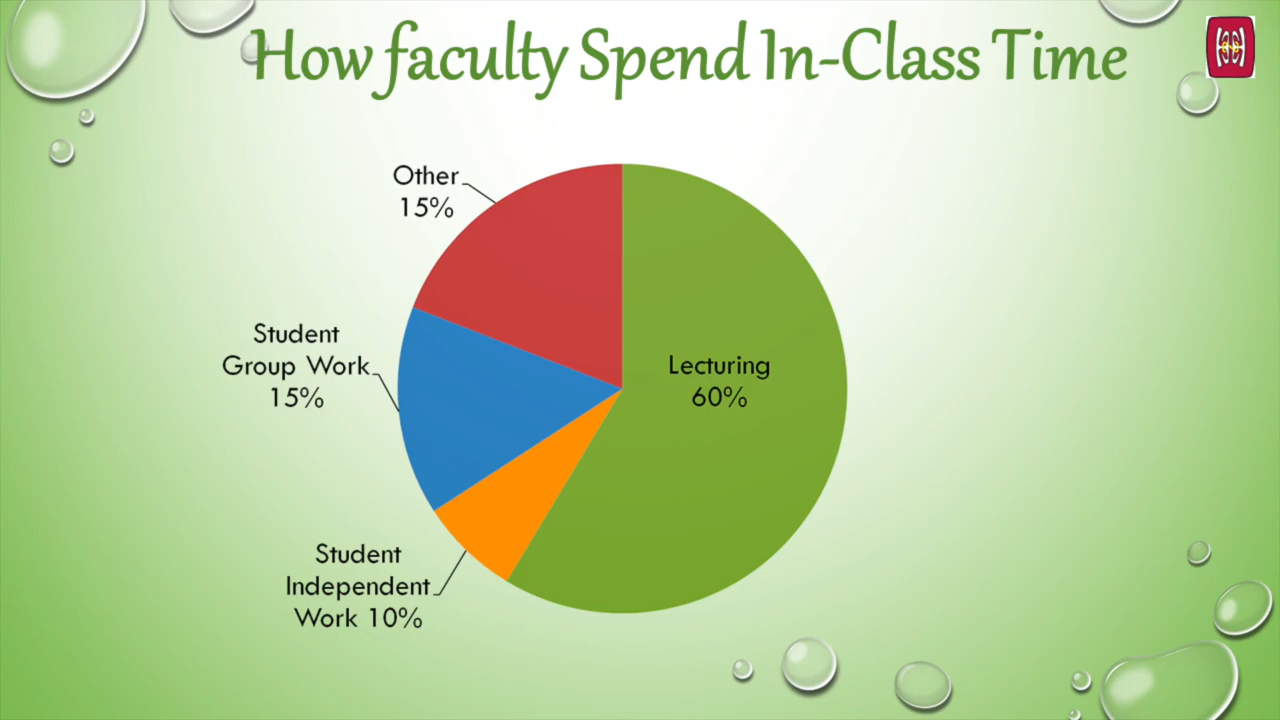 How faculty Spend In-Class Time
Other
15%
Student
Group Work
15%
Lecturing
60%
Student
Independent
Work 10%